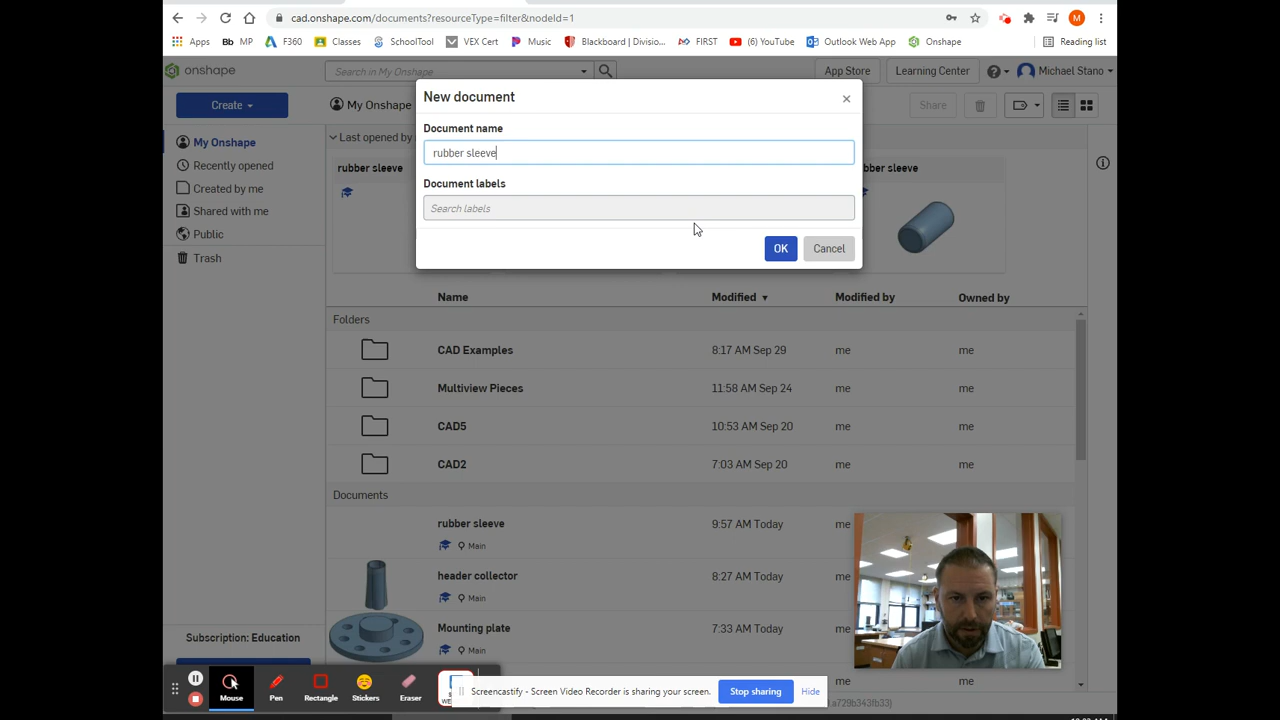 cad.onshape.com/documents?resourceType=filter&nodeId=1
M
Apps
Bb MP
F360
Classes
SchoolTool
VEX Cert
Music
Blackboard | Divisio...
FIRST
(6) YouTube
Outlook Web App
Onshape
Reading list
onshape
Search in My Onshape
App Store
Learning Center
Michael Stano
Create
My Onshape
Share
New document
Document name
rubber sleeve
Document labels
Search labels
OK
Cancel
My Onshape
Recently opened
Created by me
Shared with me
Public
Trash
Last opened by
rubber sleeve
bber sleeve
Name
Modified
Modified by
Owned by
Folders
CAD Examples
8:17 AM Sep 29
me
me
Multiview Pieces
11:58 AM Sep 24
me
me
CAD5
10:53 AM Sep 20
me
me
CAD2
7:03 AM Sep 20
me
me
Documents
rubber sleeve
9:57 AM Today
me
Main
header collector
8:27 AM Today
me
Main
Mounting plate
7:33 AM Today
me
Main
Subscription: Education
Mouse
Pen
Rectangle
Stickers
Eraser
Screencastify - Screen Video Recorder is sharing your screen.
Stop sharing
Hide
.a729b343fb33)